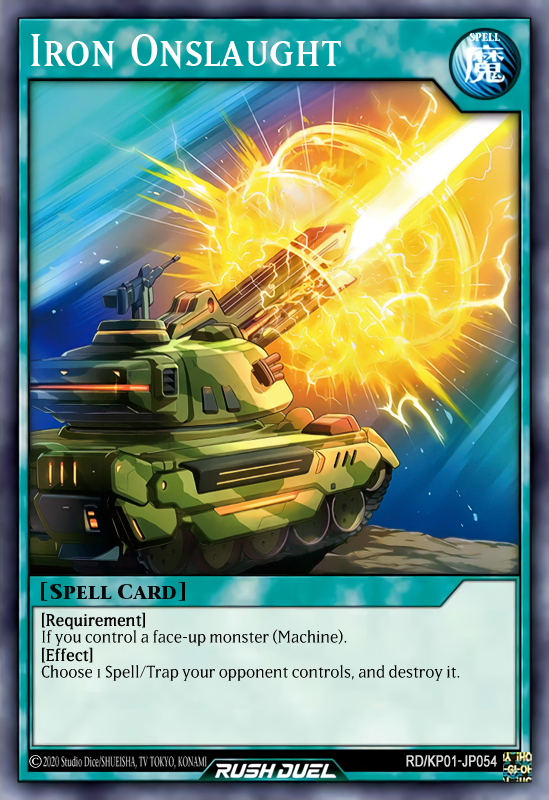 Iron Onslaught
SPELL
魔
[Spell Card]
[Requirement]
If you control a face-up monster (Machine).
[Effect]
Choose 1 Spell/Trap your opponent controls, and destroy it.
©2020 Studio Dice/SHUEISHA, TV TOKYO, KONAMI
RUSH DUEL
RD/KP01-JP054